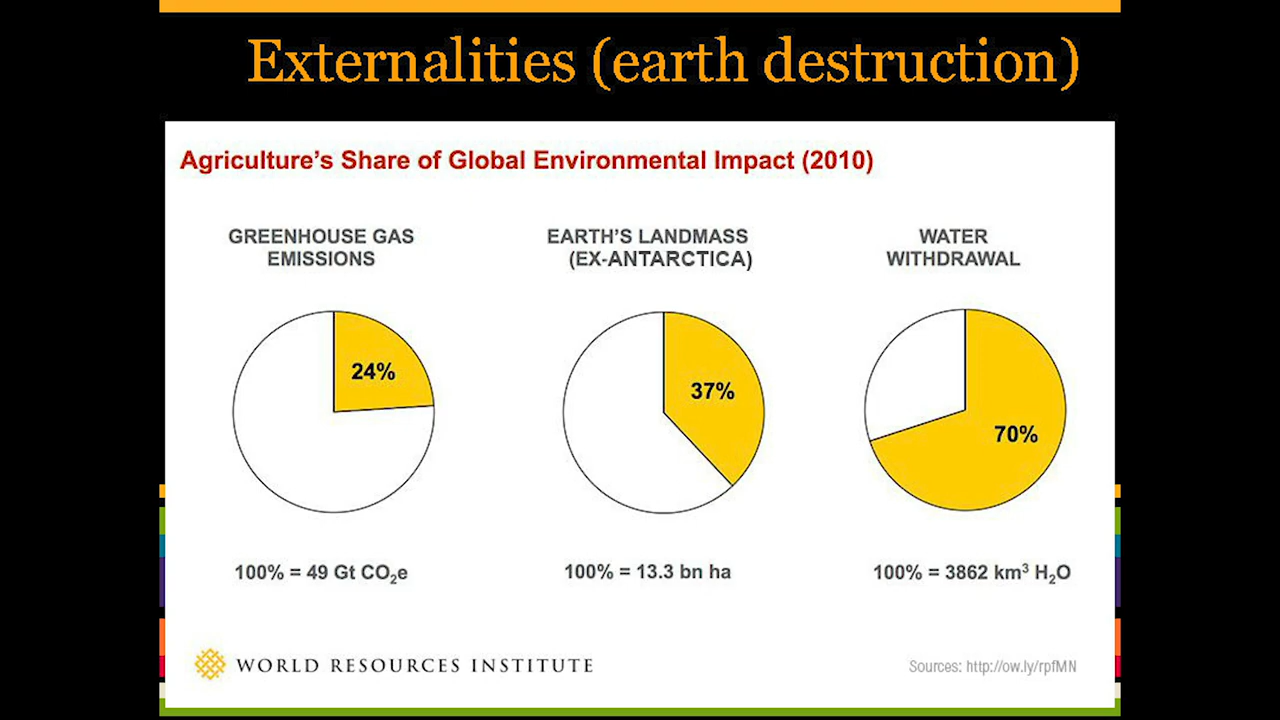 Externalities (earth destruction)
Agriculture's Share of Global Environmental Impact (2010)
GREENHOUSE GAS
EMISSIONS
24%
100% = 49 Gt CO₂e
EARTH'S LANDMASS
(EX-ANTARCTICA)
37%
100% = 13.3 bn ha
WATER
WITHDRAWAL
70%
100% = 3862 km³ H₂O
WORLD RESOURCES INSTITUTE
Sources: http://ow.ly/rpfMN